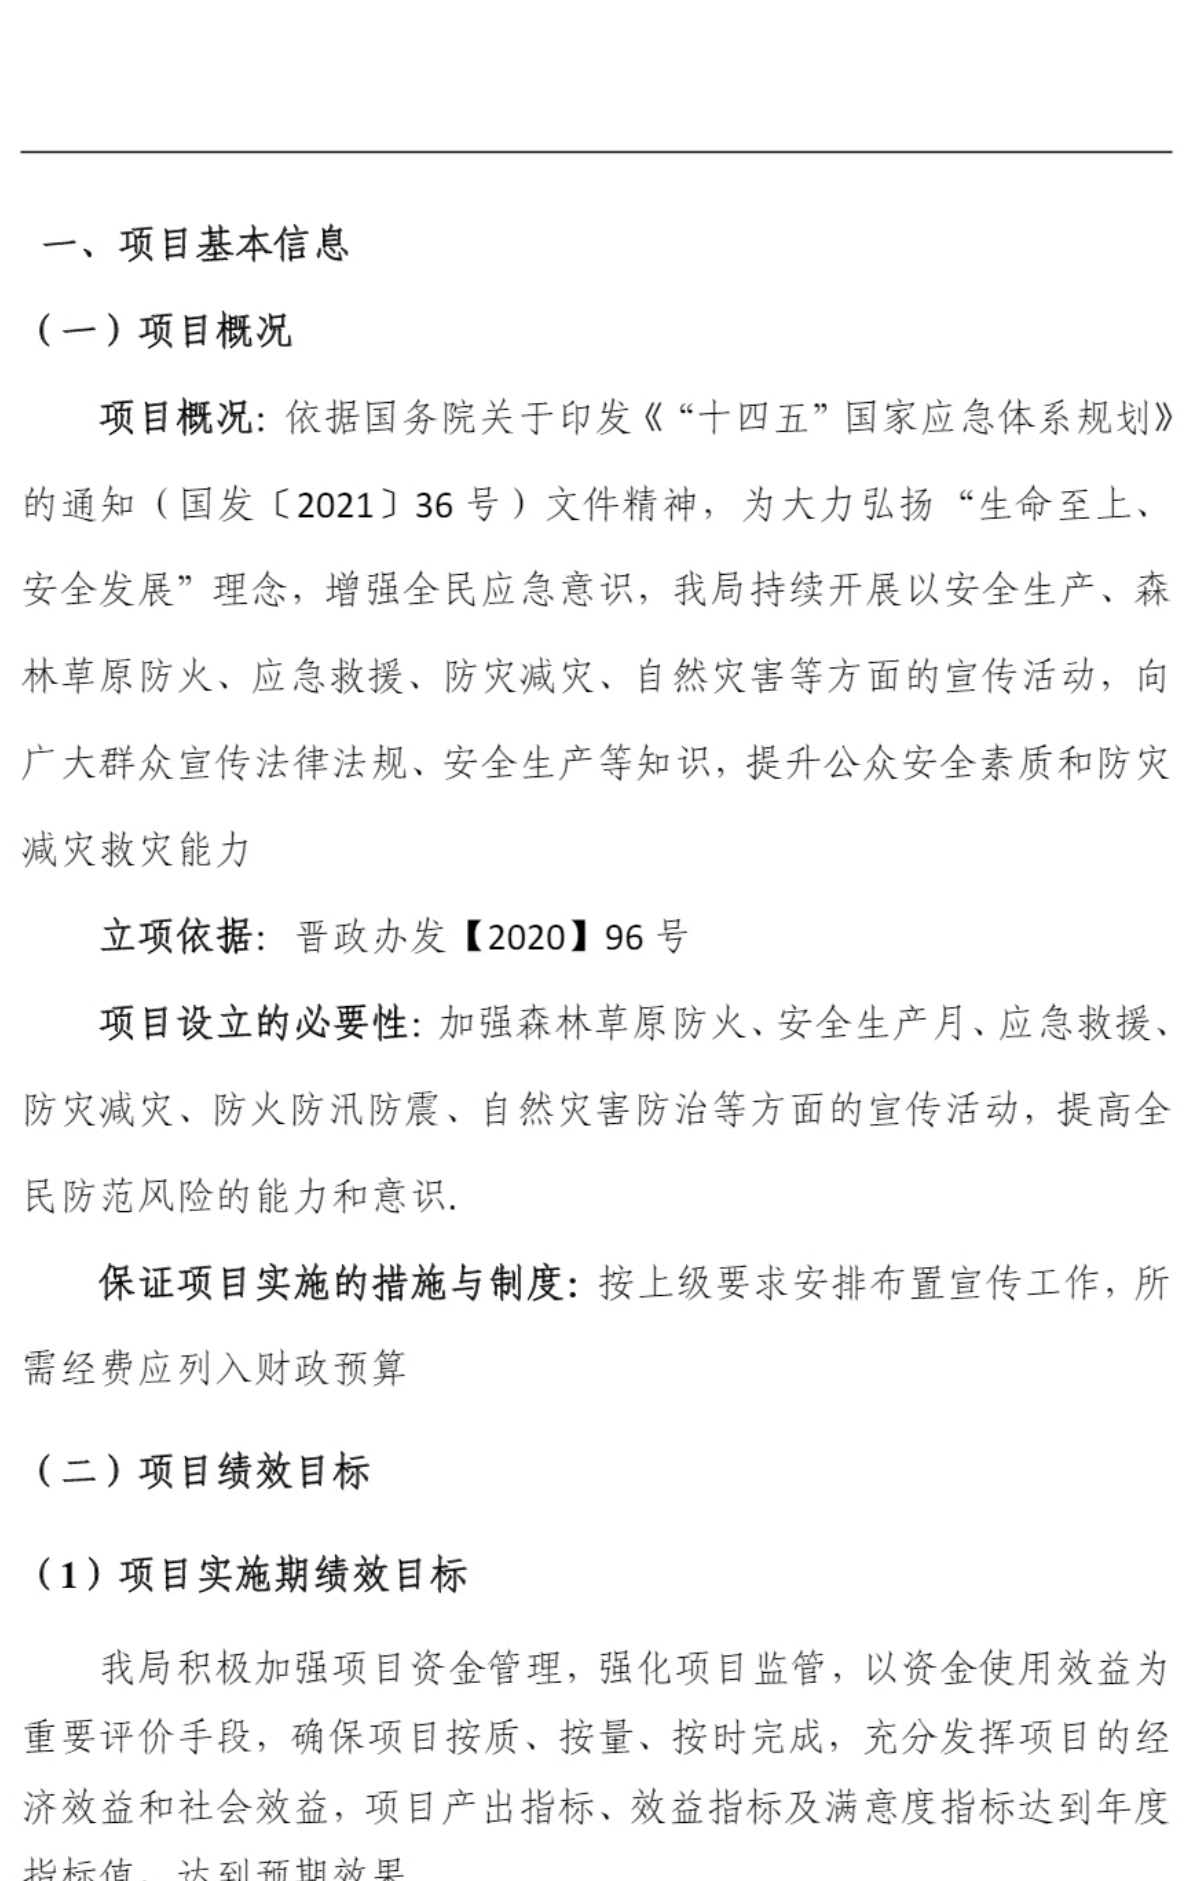 一、项目基本信息
（一）项目概况
项目概况：依据国务院关于印发《“十四五”国家应急体系规划》
的通知（国发〔2021〕36 号）文件精神，为大力弘扬“生命至上、
安全发展”理念，增强全民应急意识，我局持续开展以安全生产、森
林草原防火、应急救援、防灾减灾、自然灾害等方面的宣传活动，向
广大群众宣传法律法规、安全生产等知识，提升公众安全素质和防灾
减灾救灾能力
立项依据：晋政办发【2020】96 号
项目设立的必要性：加强森林草原防火、安全生产月、应急救援、
防灾减灾、防火防汛防震、自然灾害防治等方面的宣传活动，提高全
民防范风险的能力和意识.
保证项目实施的措施与制度：按上级要求安排布置宣传工作，所
需经费应列入财政预算
（二）项目绩效目标
（1）项目实施期绩效目标
我局积极加强项目资金管理，强化项目监管，以资金使用效益为
重要评价手段，确保项目按质、按量、按时完成，充分发挥项目的经
济效益和社会效益，项目产出指标、效益指标及满意度指标达到年度
指标值，达到预期效果